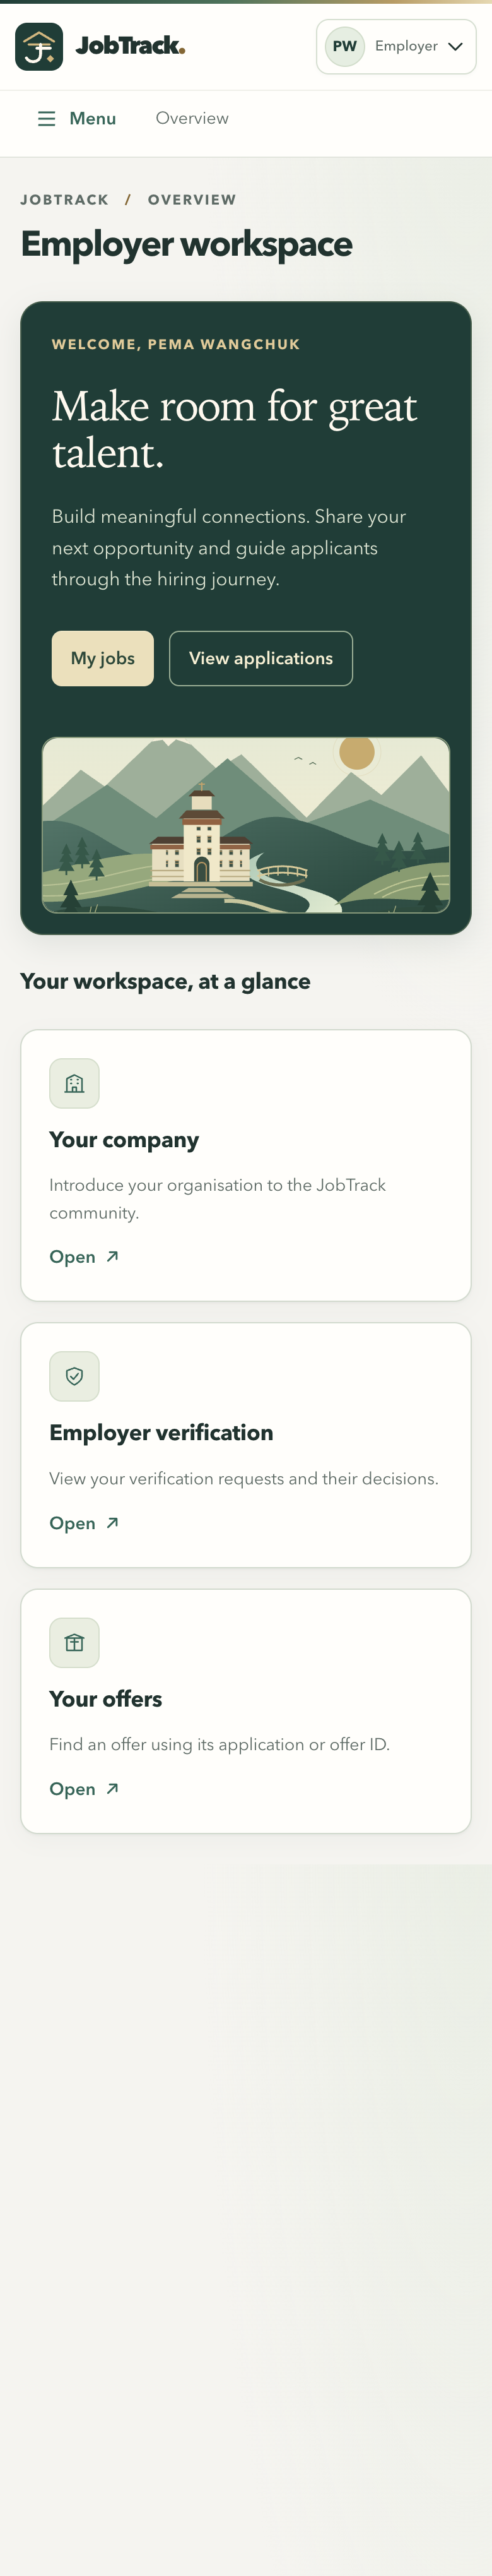 JobTrack.
PW Employer
Menu Overview
JOBTRACK / OVERVIEW
Employer workspace
WELCOME, PEMA WANGCHUK
Make room for great
talent.
Build meaningful connections. Share your
next opportunity and guide applicants
through the hiring journey.
My jobs View applications
Your workspace, at a glance
Your company
Introduce your organisation to the JobTrack
community.
Open
Employer verification
View your verification requests and their decisions.
Open
Your offers
Find an offer using its application or offer ID.
Open